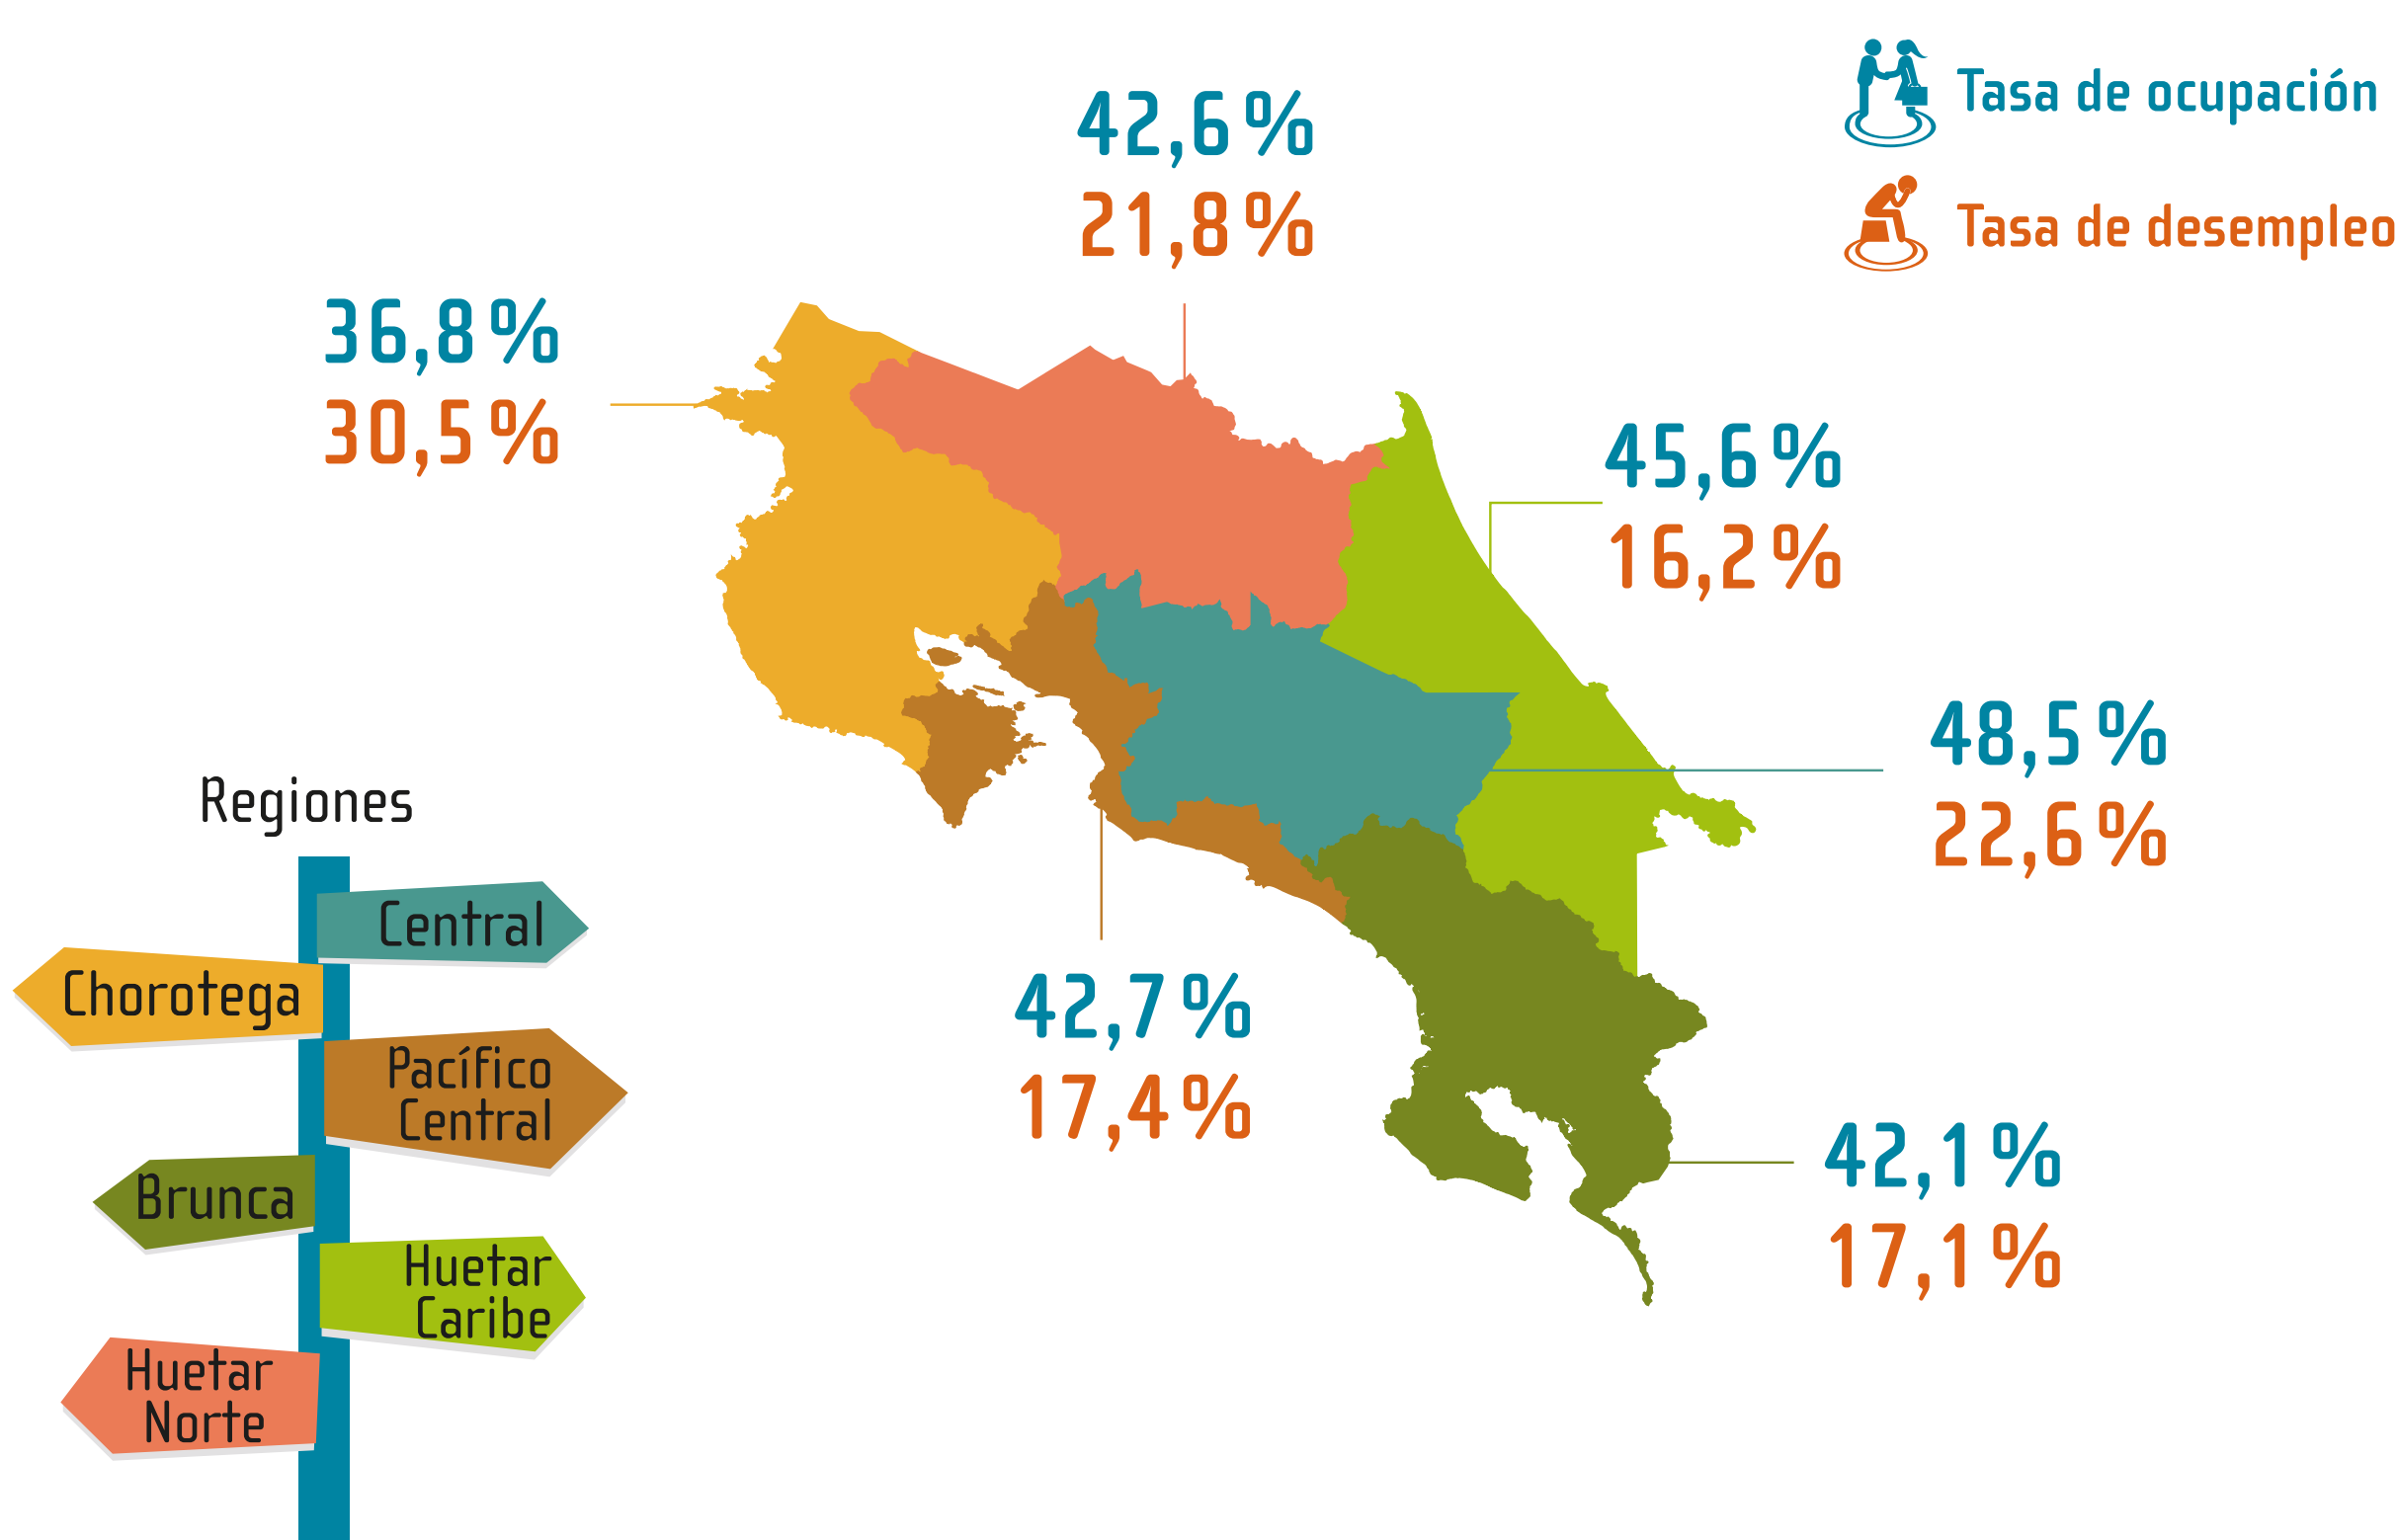 Tasa de ocupación
Tasa de desempleo
42,6%
21,8%
36,8%
30,5%
45,6%
16,2%
48,5%
22,6%
42,7%
17,4%
42,1%
17,1%
Regiones
Central
Chorotega
Pacífico
Central
Brunca
Huetar
Caribe
Huetar
Norte